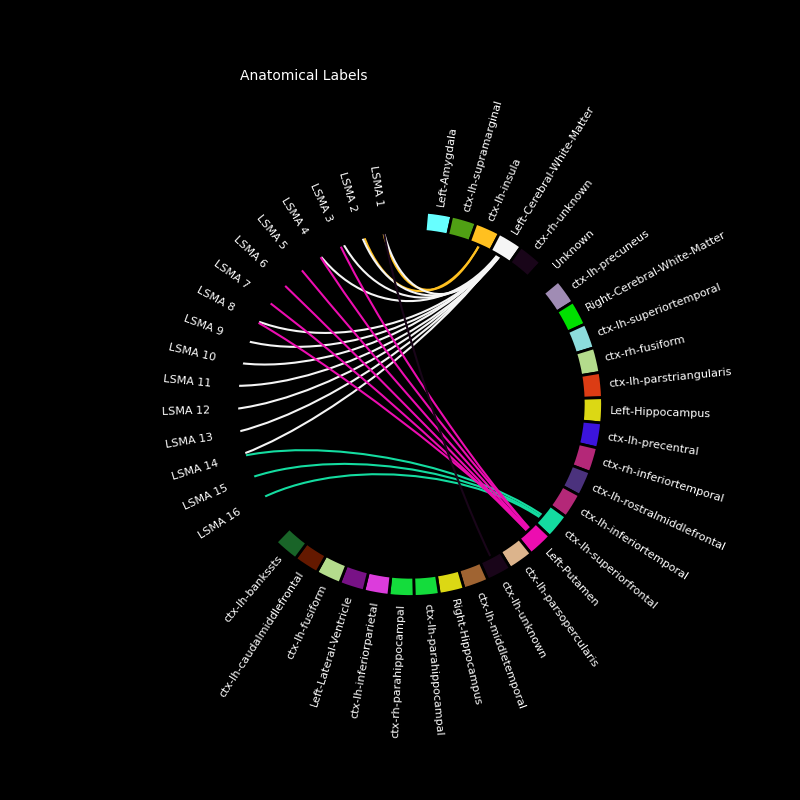 Anatomical Labels
LSMA 1
LSMA 2
LSMA 3
LSMA 4
LSMA 5
LSMA 6
LSMA 7
LSMA 8
LSMA 9
LSMA 10
LSMA 11
LSMA 12
LSMA 13
LSMA 14
LSMA 15
LSMA 16
Left-Amygdala
ctx-lh-supramarginal
ctx-lh-insula
Left-Cerebral-White-Matter
ctx-rh-unknown
Unknown
ctx-lh-precuneus
Right-Cerebral-White-Matter
ctx-lh-superiortemporal
ctx-rh-fusiform
ctx-lh-parstriangularis
Left-Hippocampus
ctx-lh-precentral
ctx-rh-inferiortemporal
ctx-lh-rostralmiddlefrontal
ctx-lh-inferiortemporal
ctx-lh-superiorfrontal
Left-Putamen
ctx-lh-parsopercularis
ctx-lh-unknown
ctx-lh-middletemporal
Right-Hippocampus
ctx-lh-parahippocampal
ctx-rh-parahippocampal
ctx-lh-inferiorparietal
Left-Lateral-Ventricle
ctx-lh-fusiform
ctx-lh-caudalmiddlefrontal
ctx-lh-bankssts